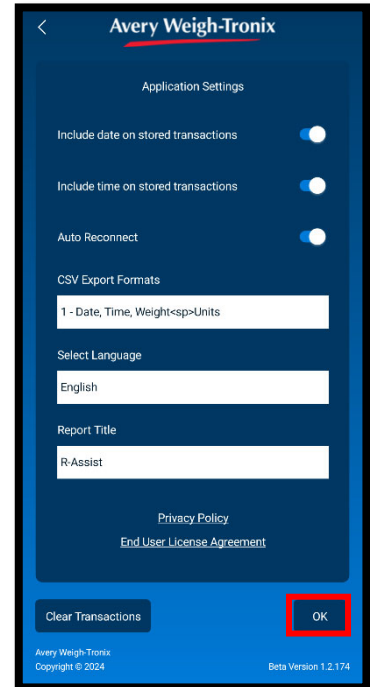 Avery Weigh-Tronix
Application Settings
Include date on stored transactions
Include time on stored transactions
Auto Reconnect
CSV Export Formats
1 - Date, Time, Weight<sp>Units
Select Language
English
Report Title
R-Assist
Privacy Policy
End User License Agreement
Clear Transactions
OK
Avery Weigh-Tronix
Copyright © 2024
Beta Version 1.2.174